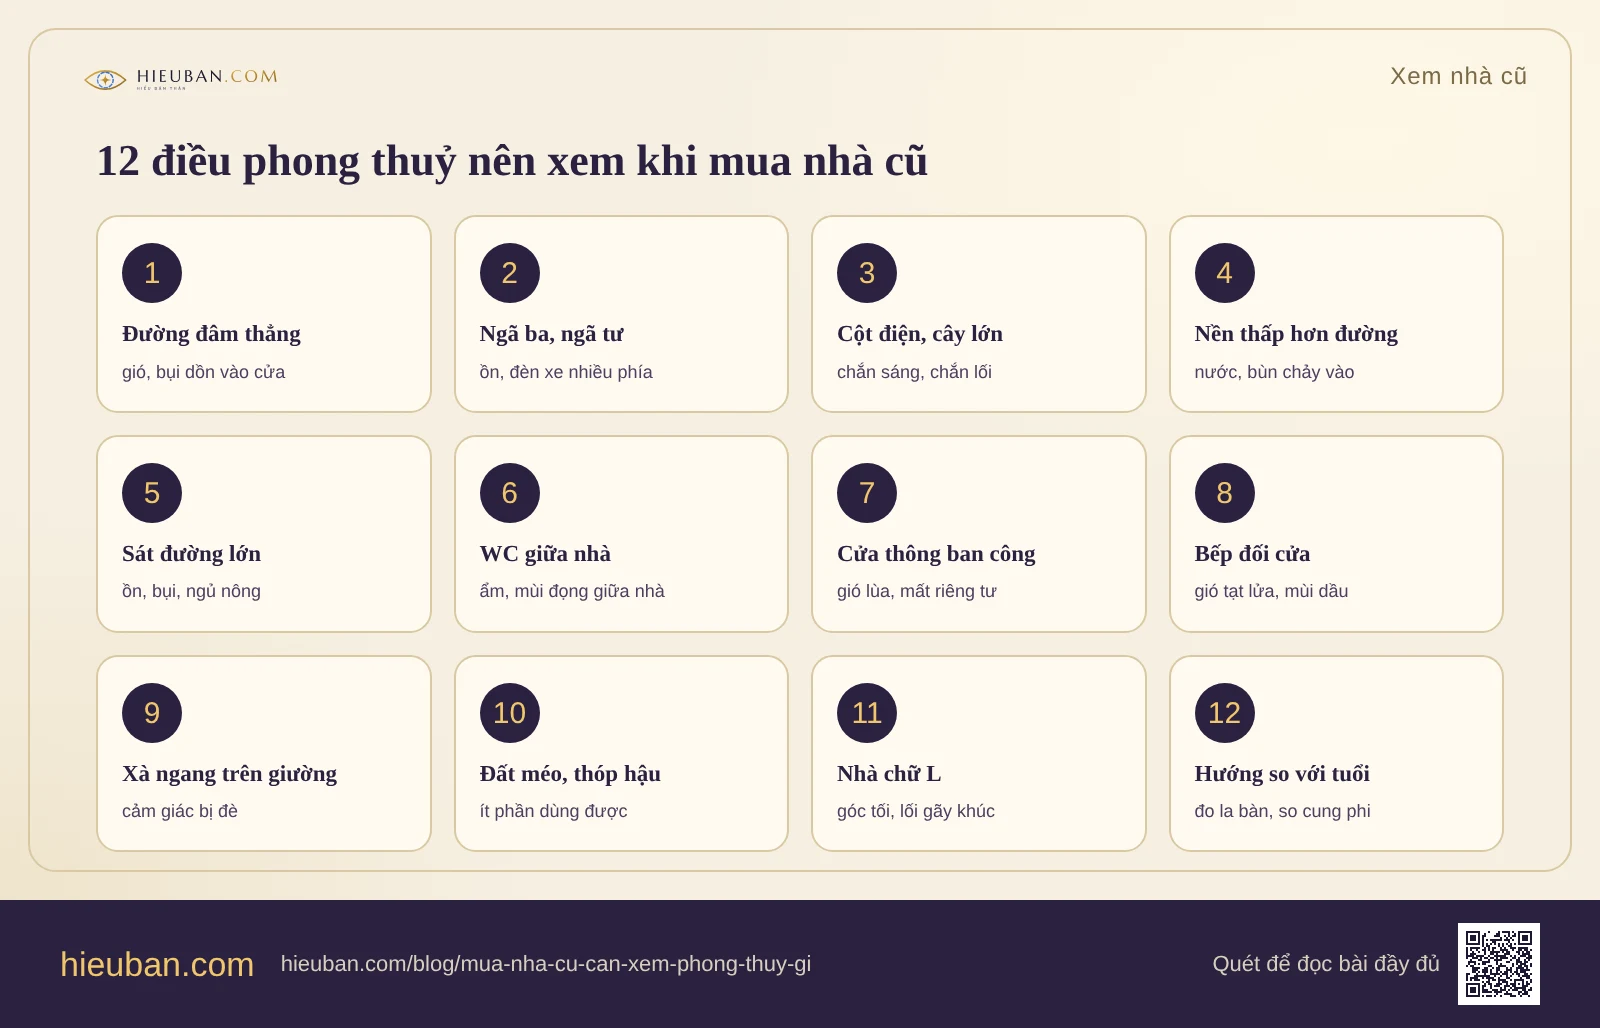 HIEUBAN.COM
HIỂU BẢN THÂN
Xem nhà cũ
12 điều phong thuỷ nên xem khi mua nhà cũ
1
Đường đâm thẳng
gió, bụi dồn vào cửa
2
Ngã ba, ngã tư
ồn, đèn xe nhiều phía
3
Cột điện, cây lớn
chắn sáng, chắn lối
4
Nền thấp hơn đường
nước, bùn chảy vào
5
Sát đường lớn
ồn, bụi, ngủ nông
6
WC giữa nhà
ẩm, mùi đọng giữa nhà
7
Cửa thông ban công
gió lùa, mất riêng tư
8
Bếp đối cửa
gió tạt lửa, mùi dầu
9
Xà ngang trên giường
cảm giác bị đè
10
Đất méo, thóp hậu
ít phần dùng được
11
Nhà chữ L
góc tối, lối gãy khúc
12
Hướng so với tuổi
đo la bàn, so cung phi
hieuban.com
hieuban.com/blog/mua-nha-cu-can-xem-phong-thuy-gi
Quét để đọc bài đầy đủ